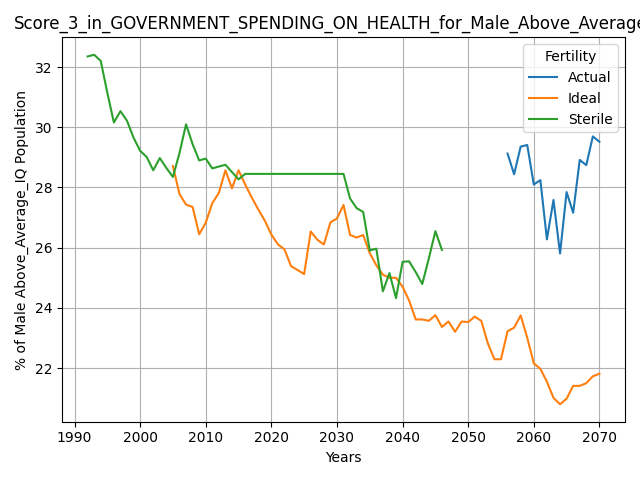 Score_3_in_GOVERNMENT_SPENDING_ON_HEALTH_for_Male_Above_Average
Fertility
Actual
Ideal
Sterile
% of Male Above_Average_IQ Population
32
30
28
26
24
22
1990 2000 2010 2020 2030 2040 2050 2060 2070
Years